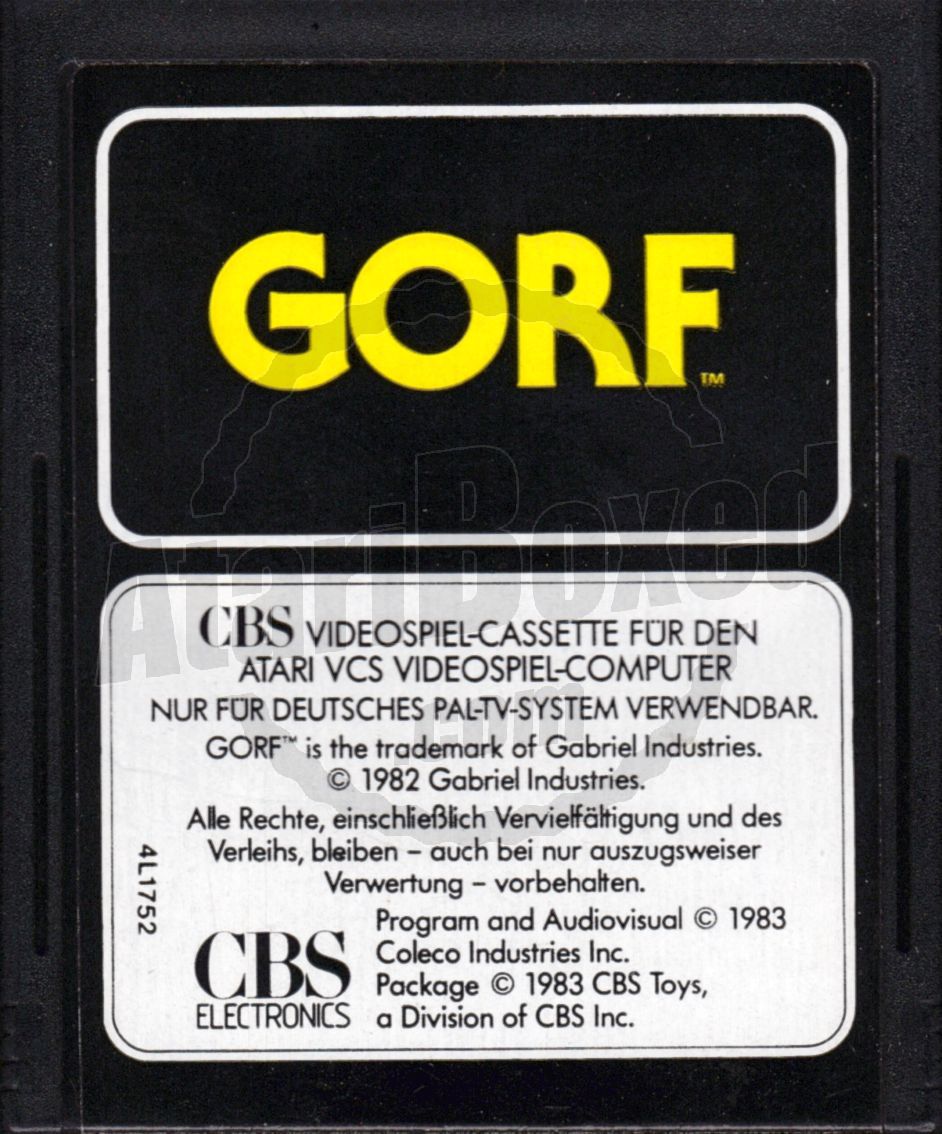 GORF™
CBS VIDEOSPIEL-CASSETTE FÜR DEN
ATARI VCS VIDEOSPIEL-COMPUTER
NUR FÜR DEUTSCHES PAL-TV-SYSTEM VERWENDBAR.
GORF™ is the trademark of Gabriel Industries.
© 1982 Gabriel Industries.
Alle Rechte, einschließlich Vervielfältigung und des
Verleihs, bleiben – auch bei nur auszugsweiser
Verwertung – vorbehalten.
4L1752
CBS
ELECTRONICS
Program and Audiovisual © 1983
Coleco Industries Inc.
Package © 1983 CBS Toys,
a Division of CBS Inc.
AtariBoxed
.com